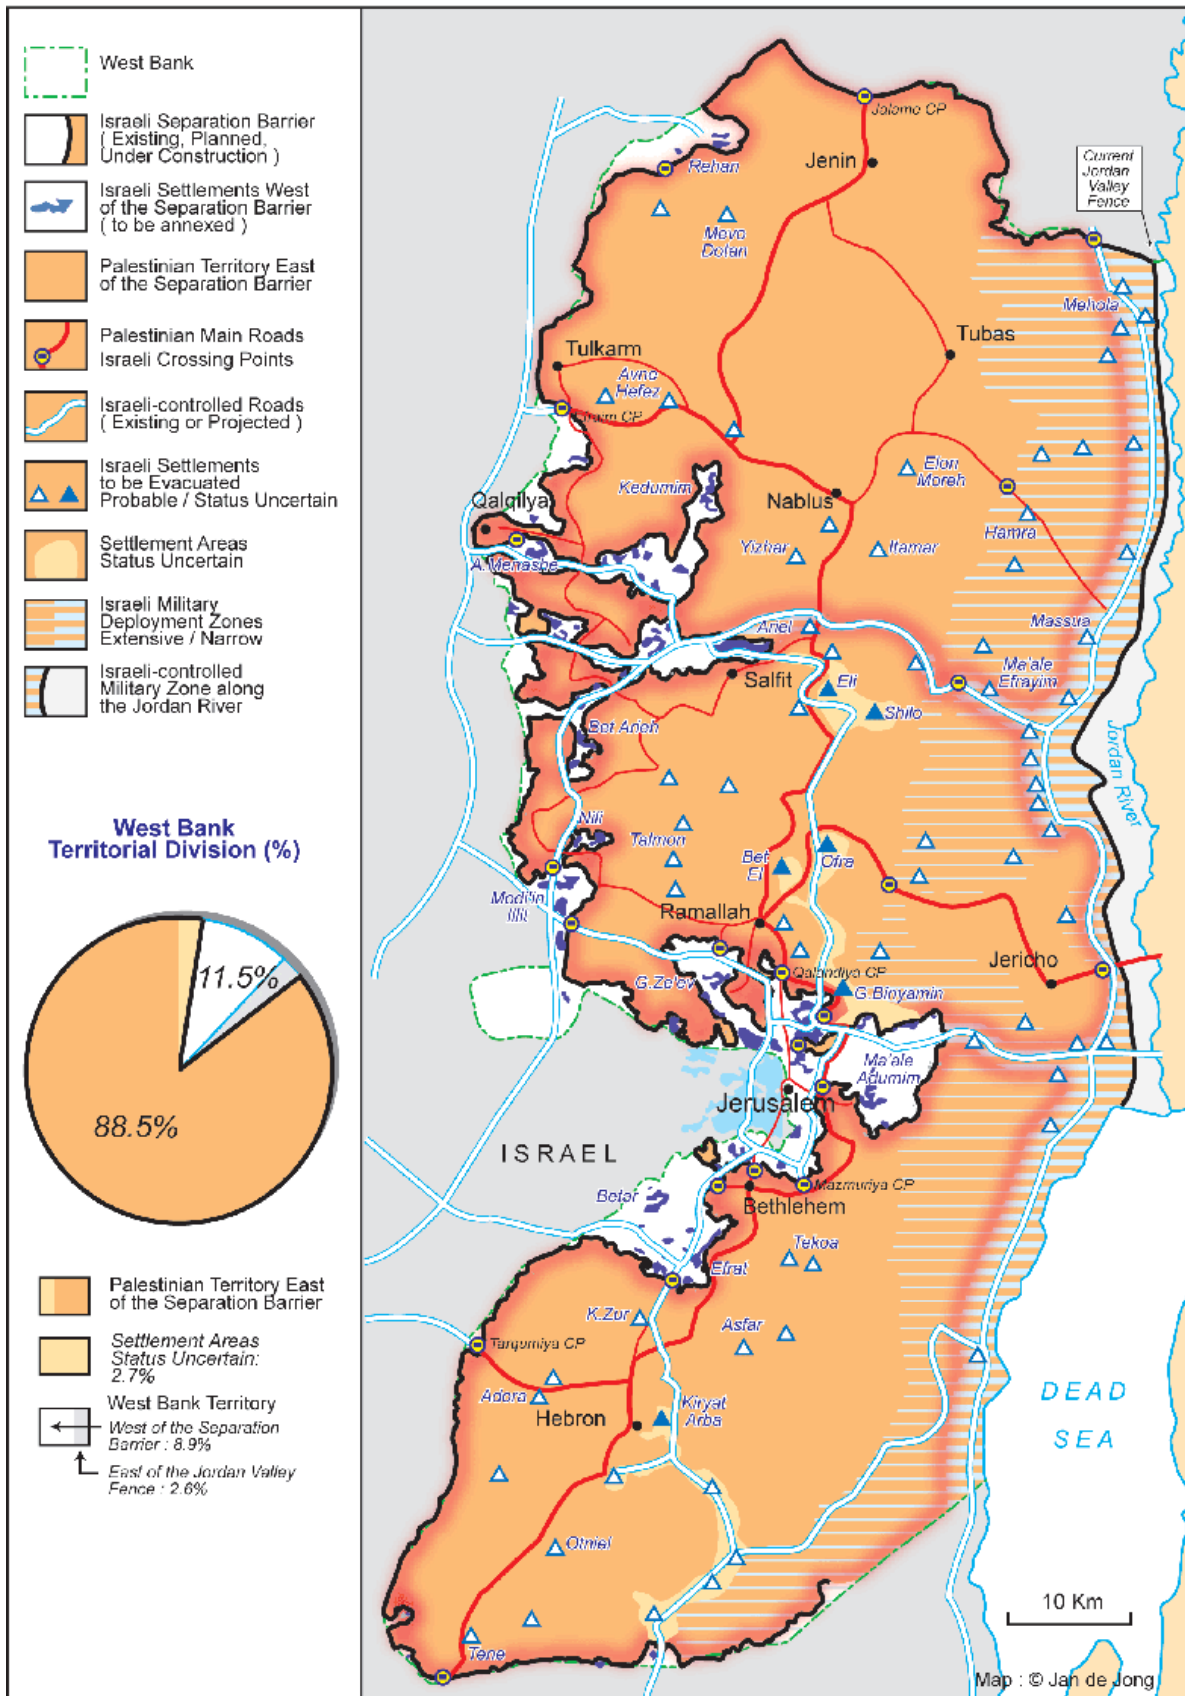 West Bank
Israeli Separation Barrier
( Existing, Planned,
Under Construction )
Israeli Settlements West
of the Separation Barrier
( to be annexed )
Palestinian Territory East
of the Separation Barrier
Palestinian Main Roads
Israeli Crossing Points
Israeli-controlled Roads
( Existing or Projected )
Israeli Settlements
to be Evacuated
Probable / Status Uncertain
Settlement Areas
Status Uncertain
Israeli Military
Deployment Zones
Extensive / Narrow
Israeli-controlled
Military Zone along
the Jordan River
West Bank
Territorial Division (%)
11.5%
88.5%
Palestinian Territory East
of the Separation Barrier
Settlement Areas
Status Uncertain:
2.7%
West Bank Territory
West of the Separation
Barrier : 8.9%
East of the Jordan Valley
Fence : 2.6%
Jalame CP
Jenin
Rehan
Current
Jordan
Valley
Fence
Mevo
Dotan
Mehola
Tubas
Tulkarm
Avne
Hefez
Efraim CP
Elon
Moreh
Kedumim
Nablus
Qalqilya
Hamra
Yizhar
Itamar
A.Menashe
Ariel
Massua
Ma'ale
Efrayim
Salfit
Eli
Shilo
Bet Arieh
Jordan River
Nili
Talmon
Bet
El
Ofra
Modi'in
Illit
Ramallah
Jericho
Qalandiya CP
G.Ze'ev
G.Binyamin
Ma'ale
Adumim
Jerusalem
ISRAEL
Mazmuriya CP
Betar
Bethlehem
Tekoa
Efrat
K.Zur
Asfar
Tarqumiya CP
Adora
Kiryat
Arba
Hebron
DEAD
SEA
Otniel
Tene
10 Km
Map : © Jan de Jong